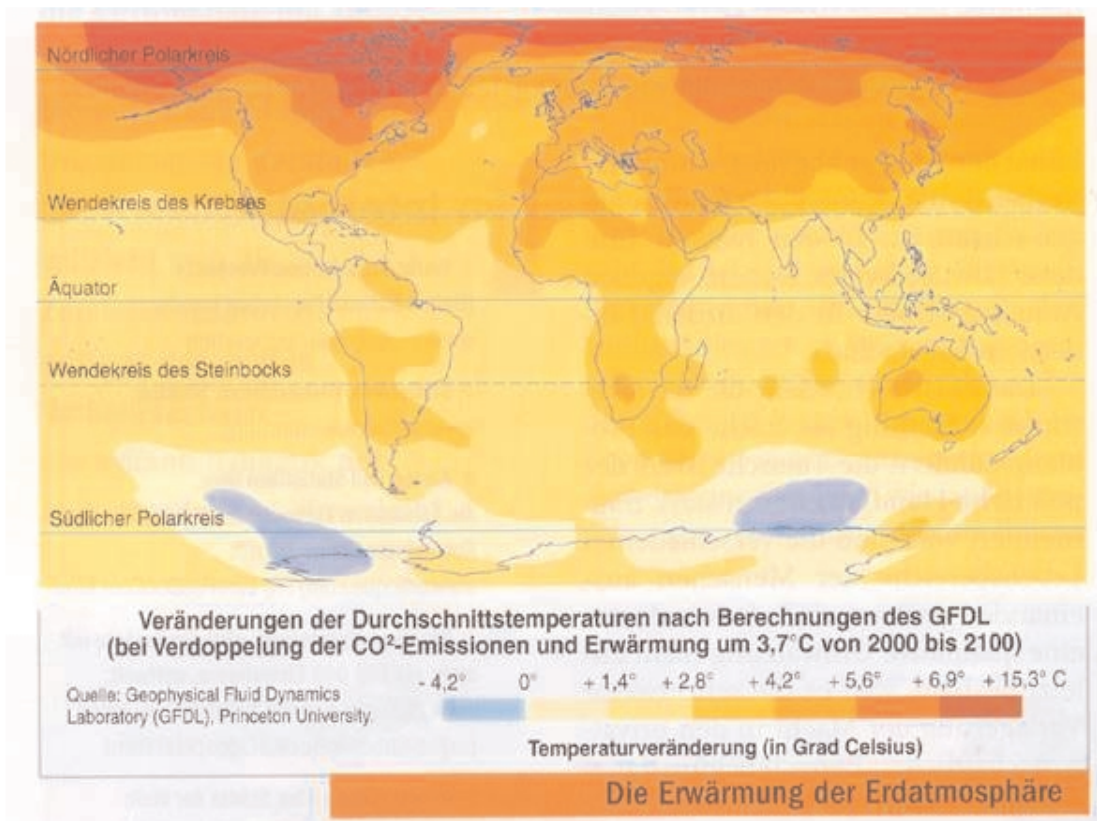 Nördlicher Polarkreis
Wendekreis des Krebses
Äquator
Wendekreis des Steinbocks
Südlicher Polarkreis
Veränderungen der Durchschnittstemperaturen nach Berechnungen des GFDL
(bei Verdoppelung der CO²-Emissionen und Erwärmung um 3,7°C von 2000 bis 2100)
Quelle: Geophysical Fluid Dynamics
Laboratory (GFDL), Princeton University.
- 4,2° 0° + 1,4° + 2,8° + 4,2° + 5,6° + 6,9° + 15,3° C
Temperaturveränderung (in Grad Celsius)
Die Erwärmung der Erdatmosphäre